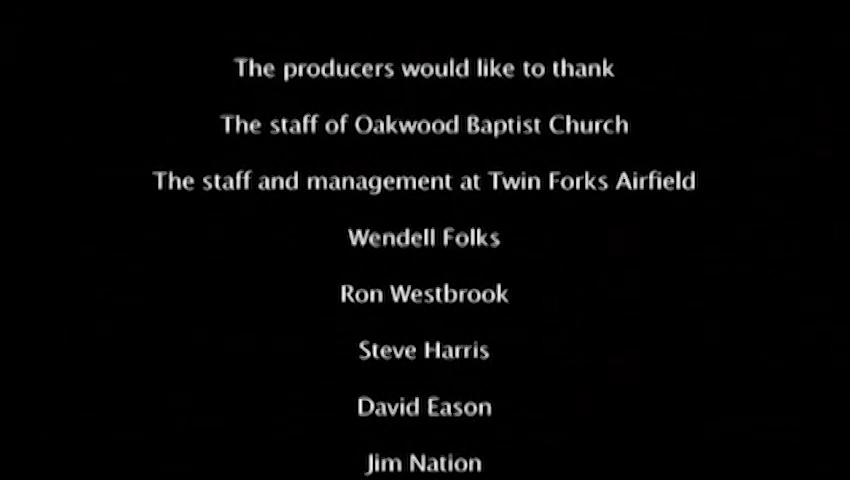 The producers would like to thank
The staff of Oakwood Baptist Church
The staff and management at Twin Forks Airfield
Wendell Folks
Ron Westbrook
Steve Harris
David Eason
Jim Nation